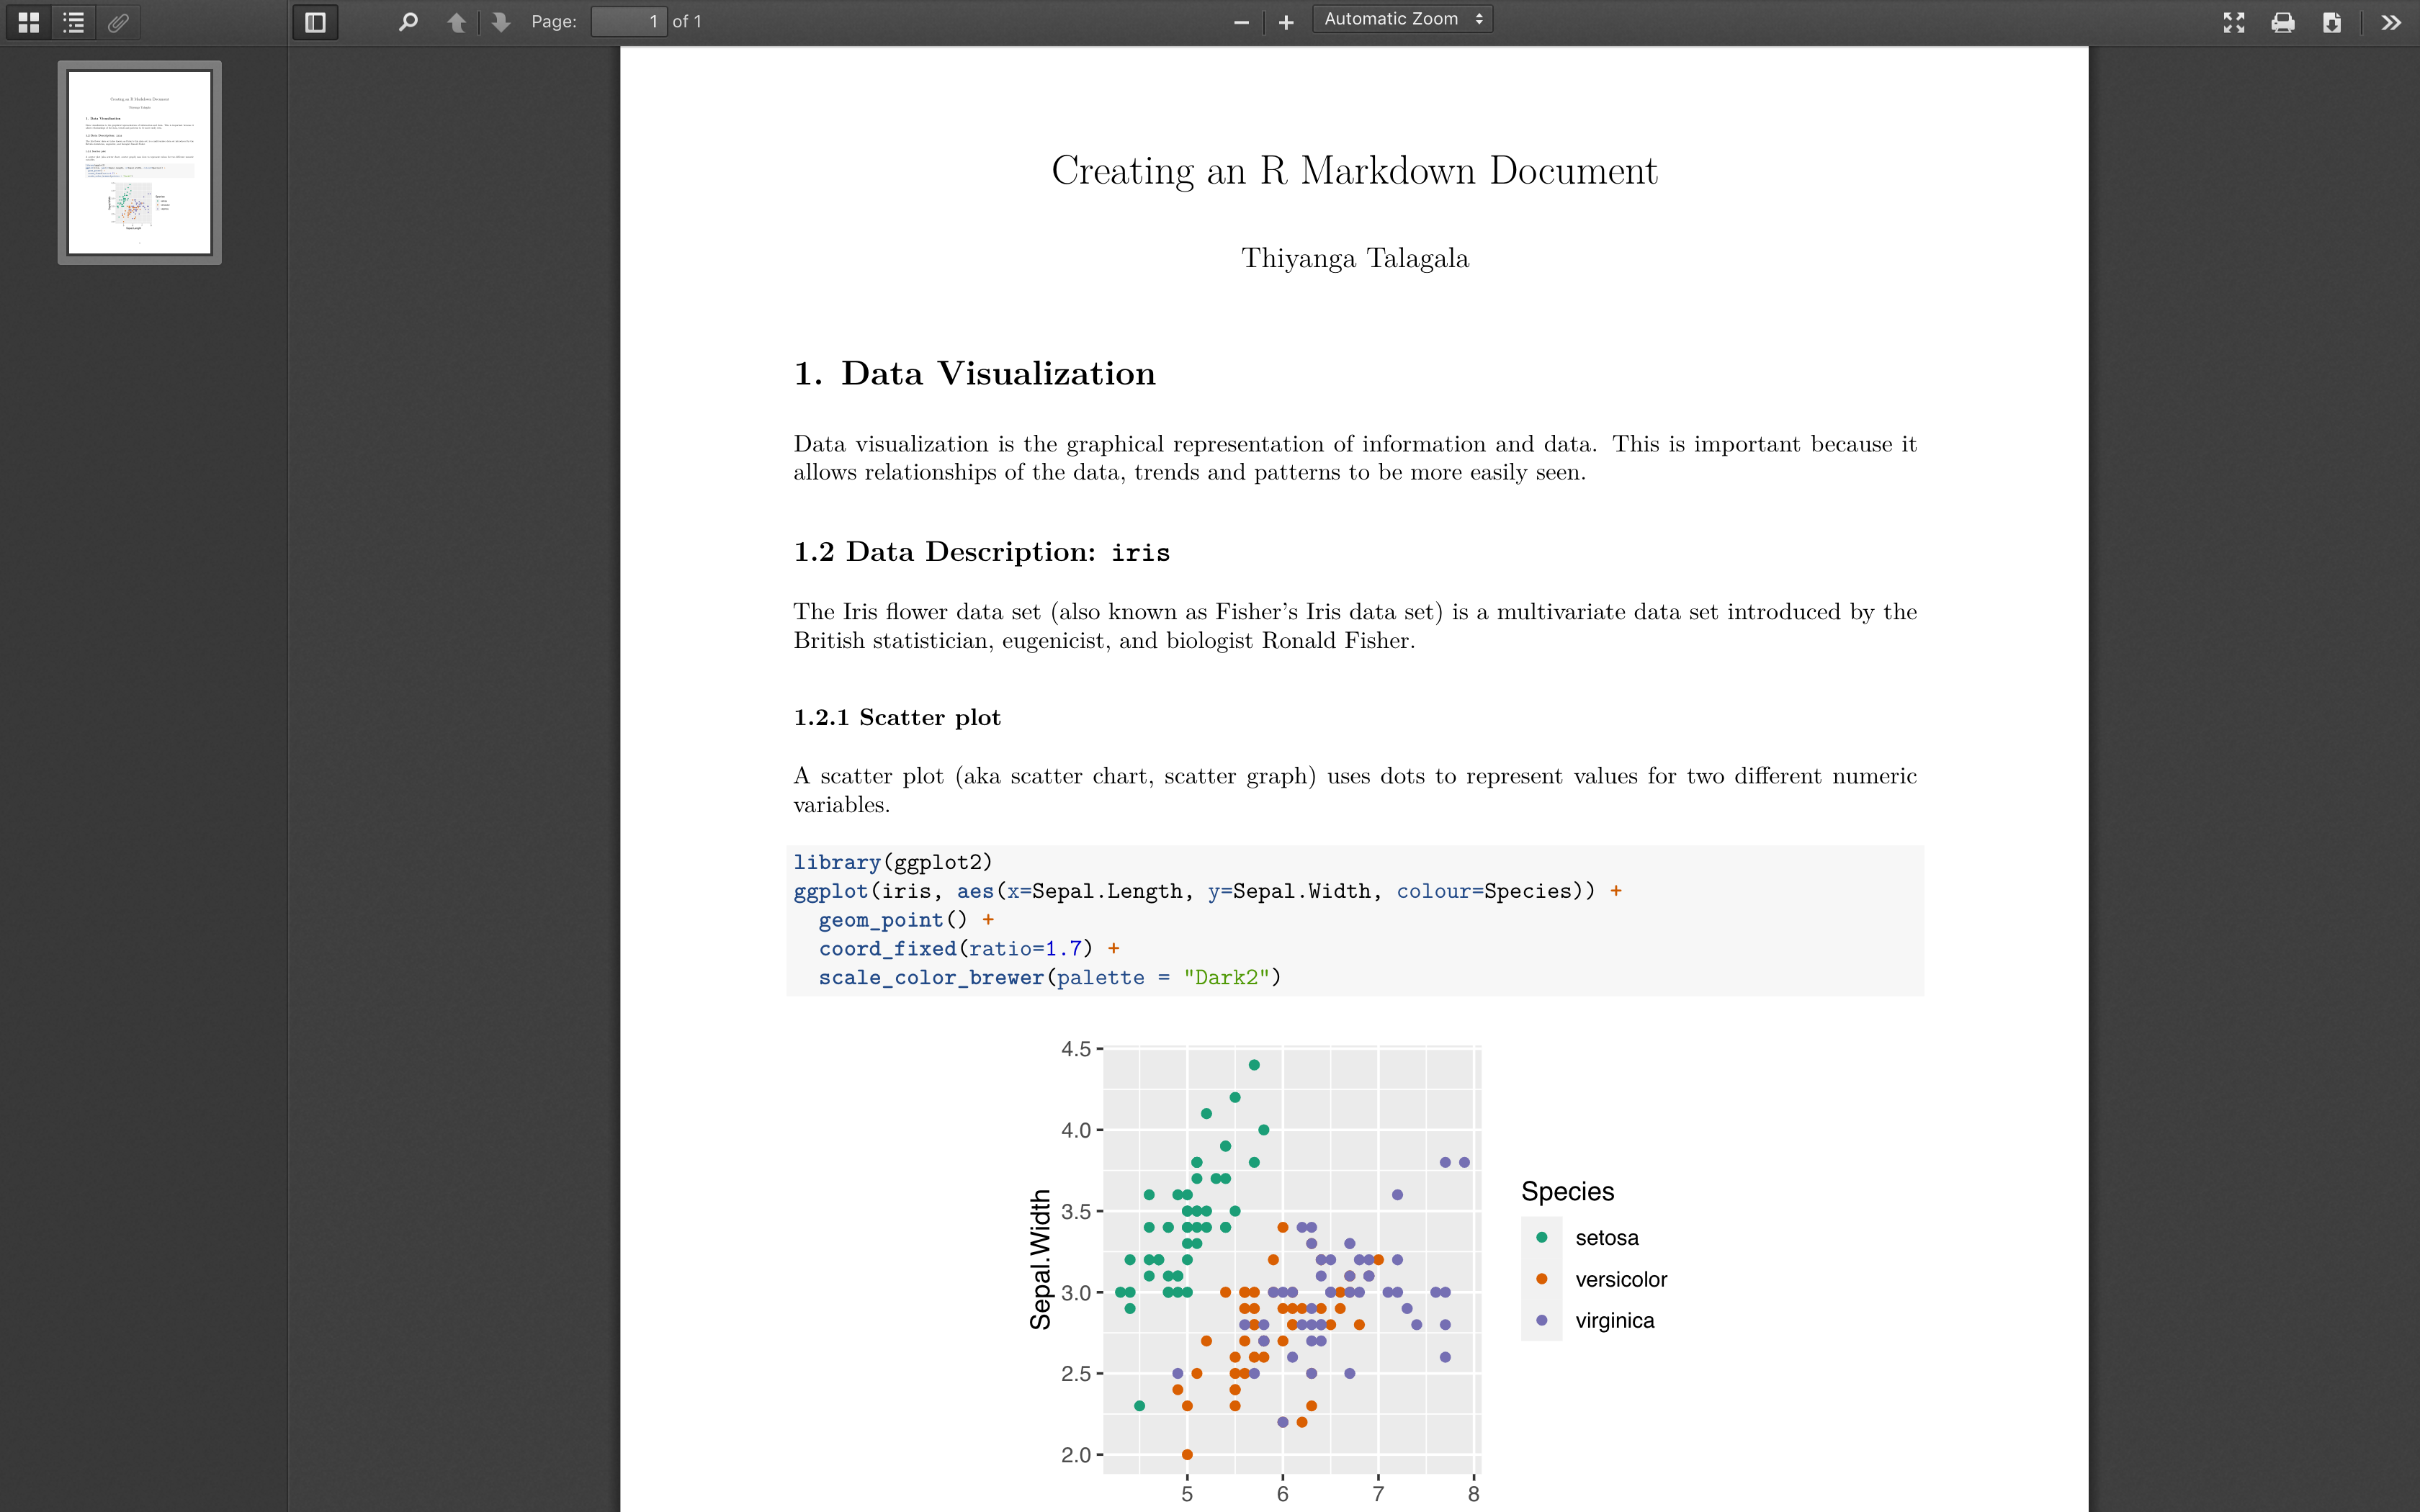 Page: 1 of 1 Automatic Zoom
Creating an R Markdown Document
Thiyanga Talagala
1. Data Visualization
Data visualization is the graphical representation of information and data. This is important because it
allows relationships of the data, trends and patterns to be more easily seen.
1.2 Data Description: iris
The Iris flower data set (also known as Fisher's Iris data set) is a multivariate data set introduced by the
British statistician, eugenicist, and biologist Ronald Fisher.
1.2.1 Scatter plot
A scatter plot (aka scatter chart, scatter graph) uses dots to represent values for two different numeric
variables.
library(ggplot2)
ggplot(iris, aes(x=Sepal.Length, y=Sepal.Width, colour=Species)) +
  geom_point() +
  coord_fixed(ratio=1.7) +
  scale_color_brewer(palette = "Dark2")
4.5
4.0
3.5
3.0
2.5
2.0
Sepal.Width
5 6 7 8
Species
setosa
versicolor
virginica